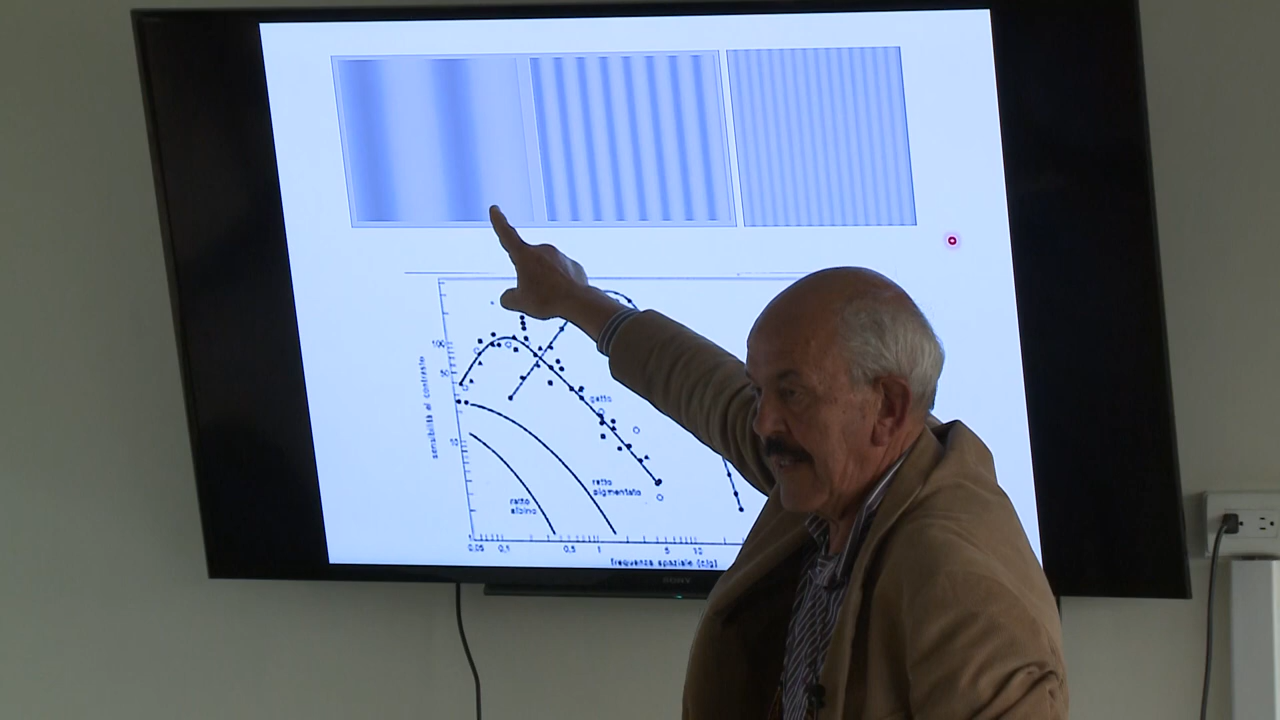 sensibilita al contrasto
100
50
10
gatto
ratto
pigmentato
ratto
albino
0,05 0,1 0,5 1 5 10
frequenza spaziale (c/g)
SONY